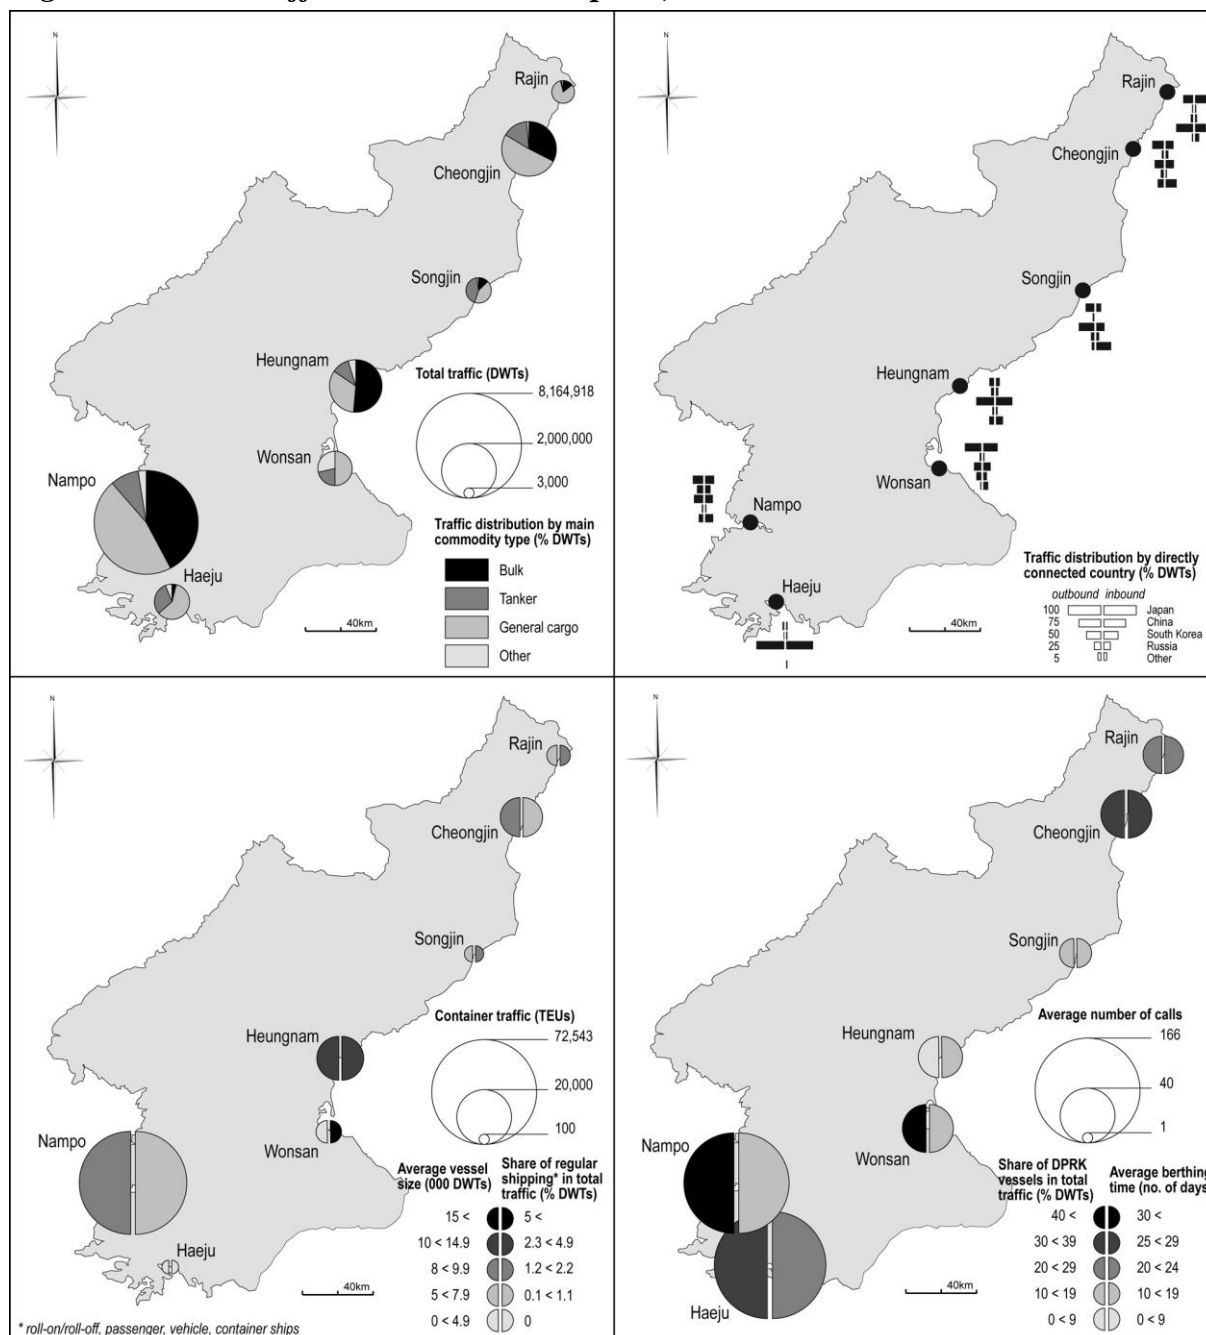 N
Rajin
Cheongjin
Songjin
Heungnam
Wonsan
Nampo
Haeju
Total traffic (DWTs)
8,164,918
2,000,000
3,000
Traffic distribution by main
commodity type (% DWTs)
Bulk
Tanker
General cargo
Other
40km
N
Rajin
Cheongjin
Songjin
Heungnam
Wonsan
Nampo
Haeju
40km
Traffic distribution by directly
connected country (% DWTs)
outbound inbound
100 Japan
75 China
50 South Korea
25 Russia
5 Other
N
Rajin
Cheongjin
Songjin
Heungnam
Wonsan
Nampo
Haeju
Container traffic (TEUs)
72,543
20,000
100
Average vessel
size (000 DWTs)
Share of regular
shipping* in total
traffic (% DWTs)
15 < 5 <
10 < 14.9 2.3 < 4.9
8 < 9.9 1.2 < 2.2
5 < 7.9 0.1 < 1.1
0 < 4.9 0
40km
* roll-on/roll-off, passenger, vehicle, container ships
N
Rajin
Cheongjin
Songjin
Heungnam
Wonsan
Nampo
Haeju
Average number of calls
166
40
1
Share of DPRK
vessels in total
traffic (% DWTs)
Average berthing
time (no. of days
40 < 30 <
30 < 39 25 < 29
20 < 29 20 < 24
10 < 19 10 < 19
0 < 9 0 < 9
40km